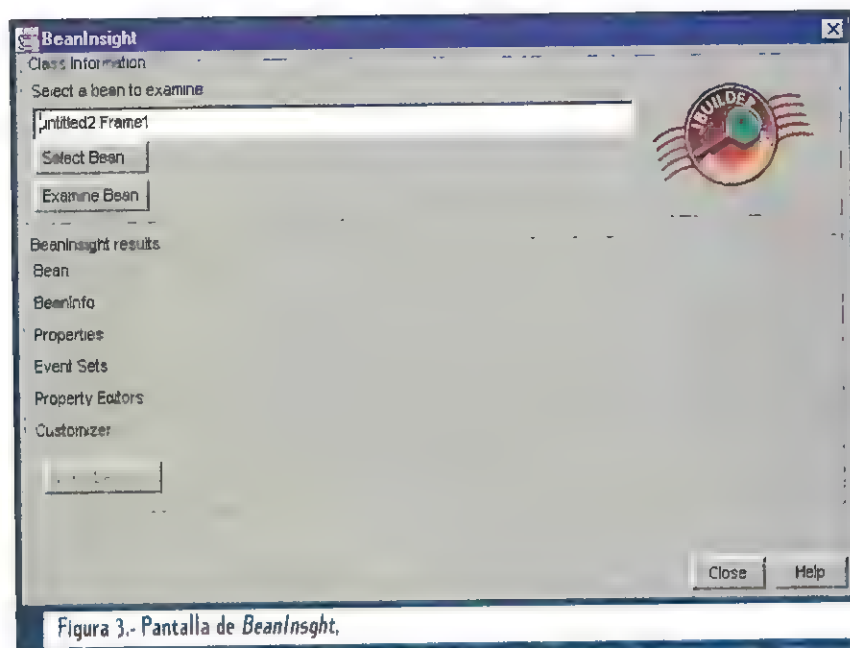 BeanInsight
Class Information
Select a bean to examine
untitled2 Frame1
Select Bean
Examine Bean
JBUILDER
BeanInsight results
Bean
BeanInfo
Properties
Event Sets
Property Editors
Customizer
Close
Help
Figura 3.- Pantalla de BeanInsght,